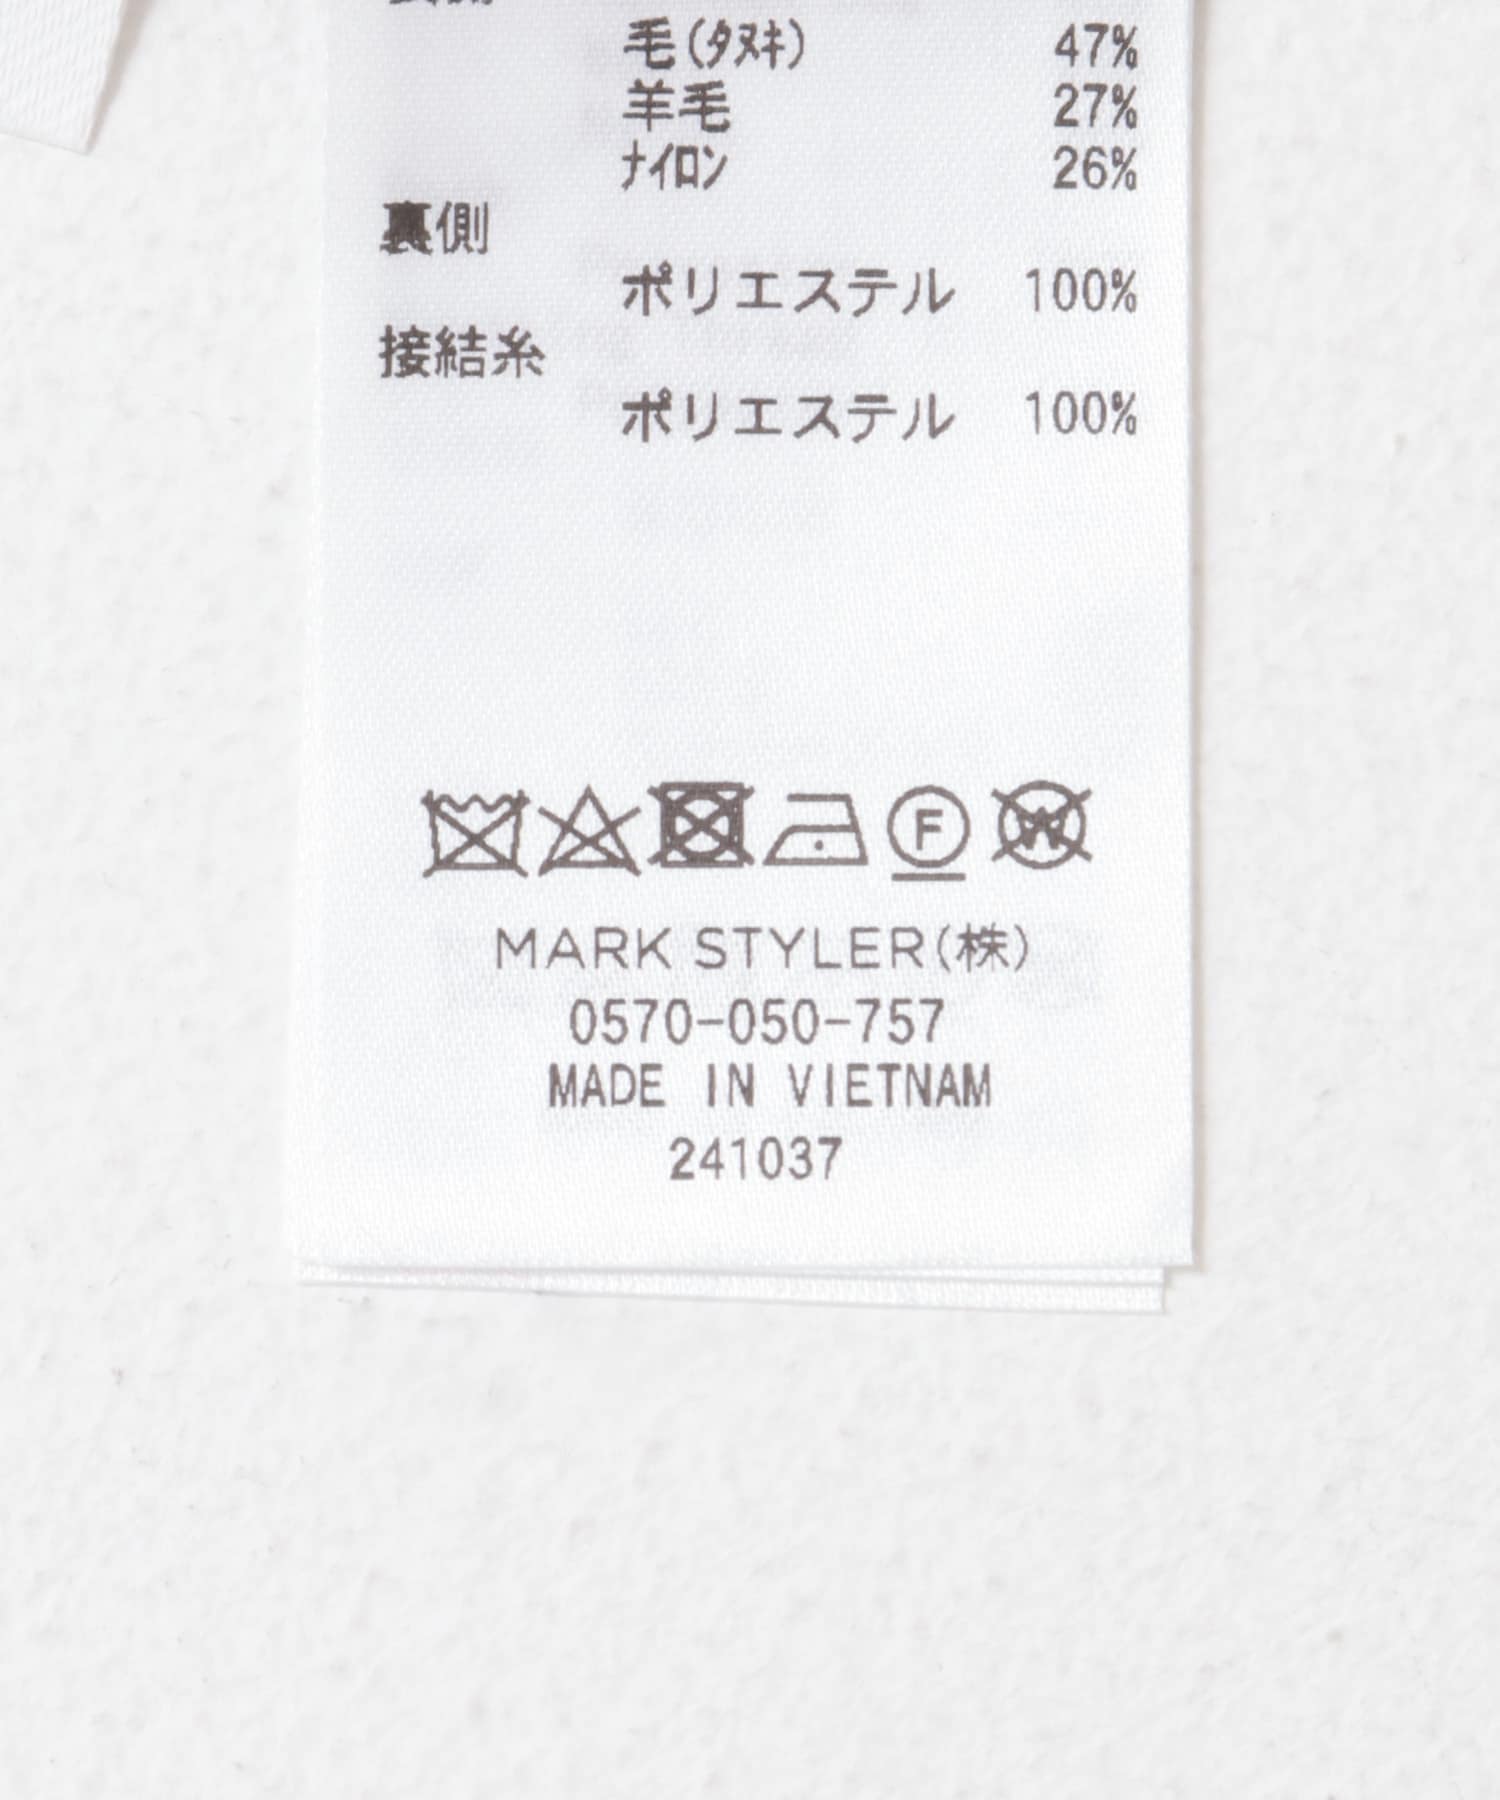 毛(タヌキ) 47%
羊毛 27%
ナイロン 26%
裏側
ポリエステル 100%
接結糸
ポリエステル 100%
F W
MARK STYLER(株)
0570-050-757
MADE IN VIETNAM
241037